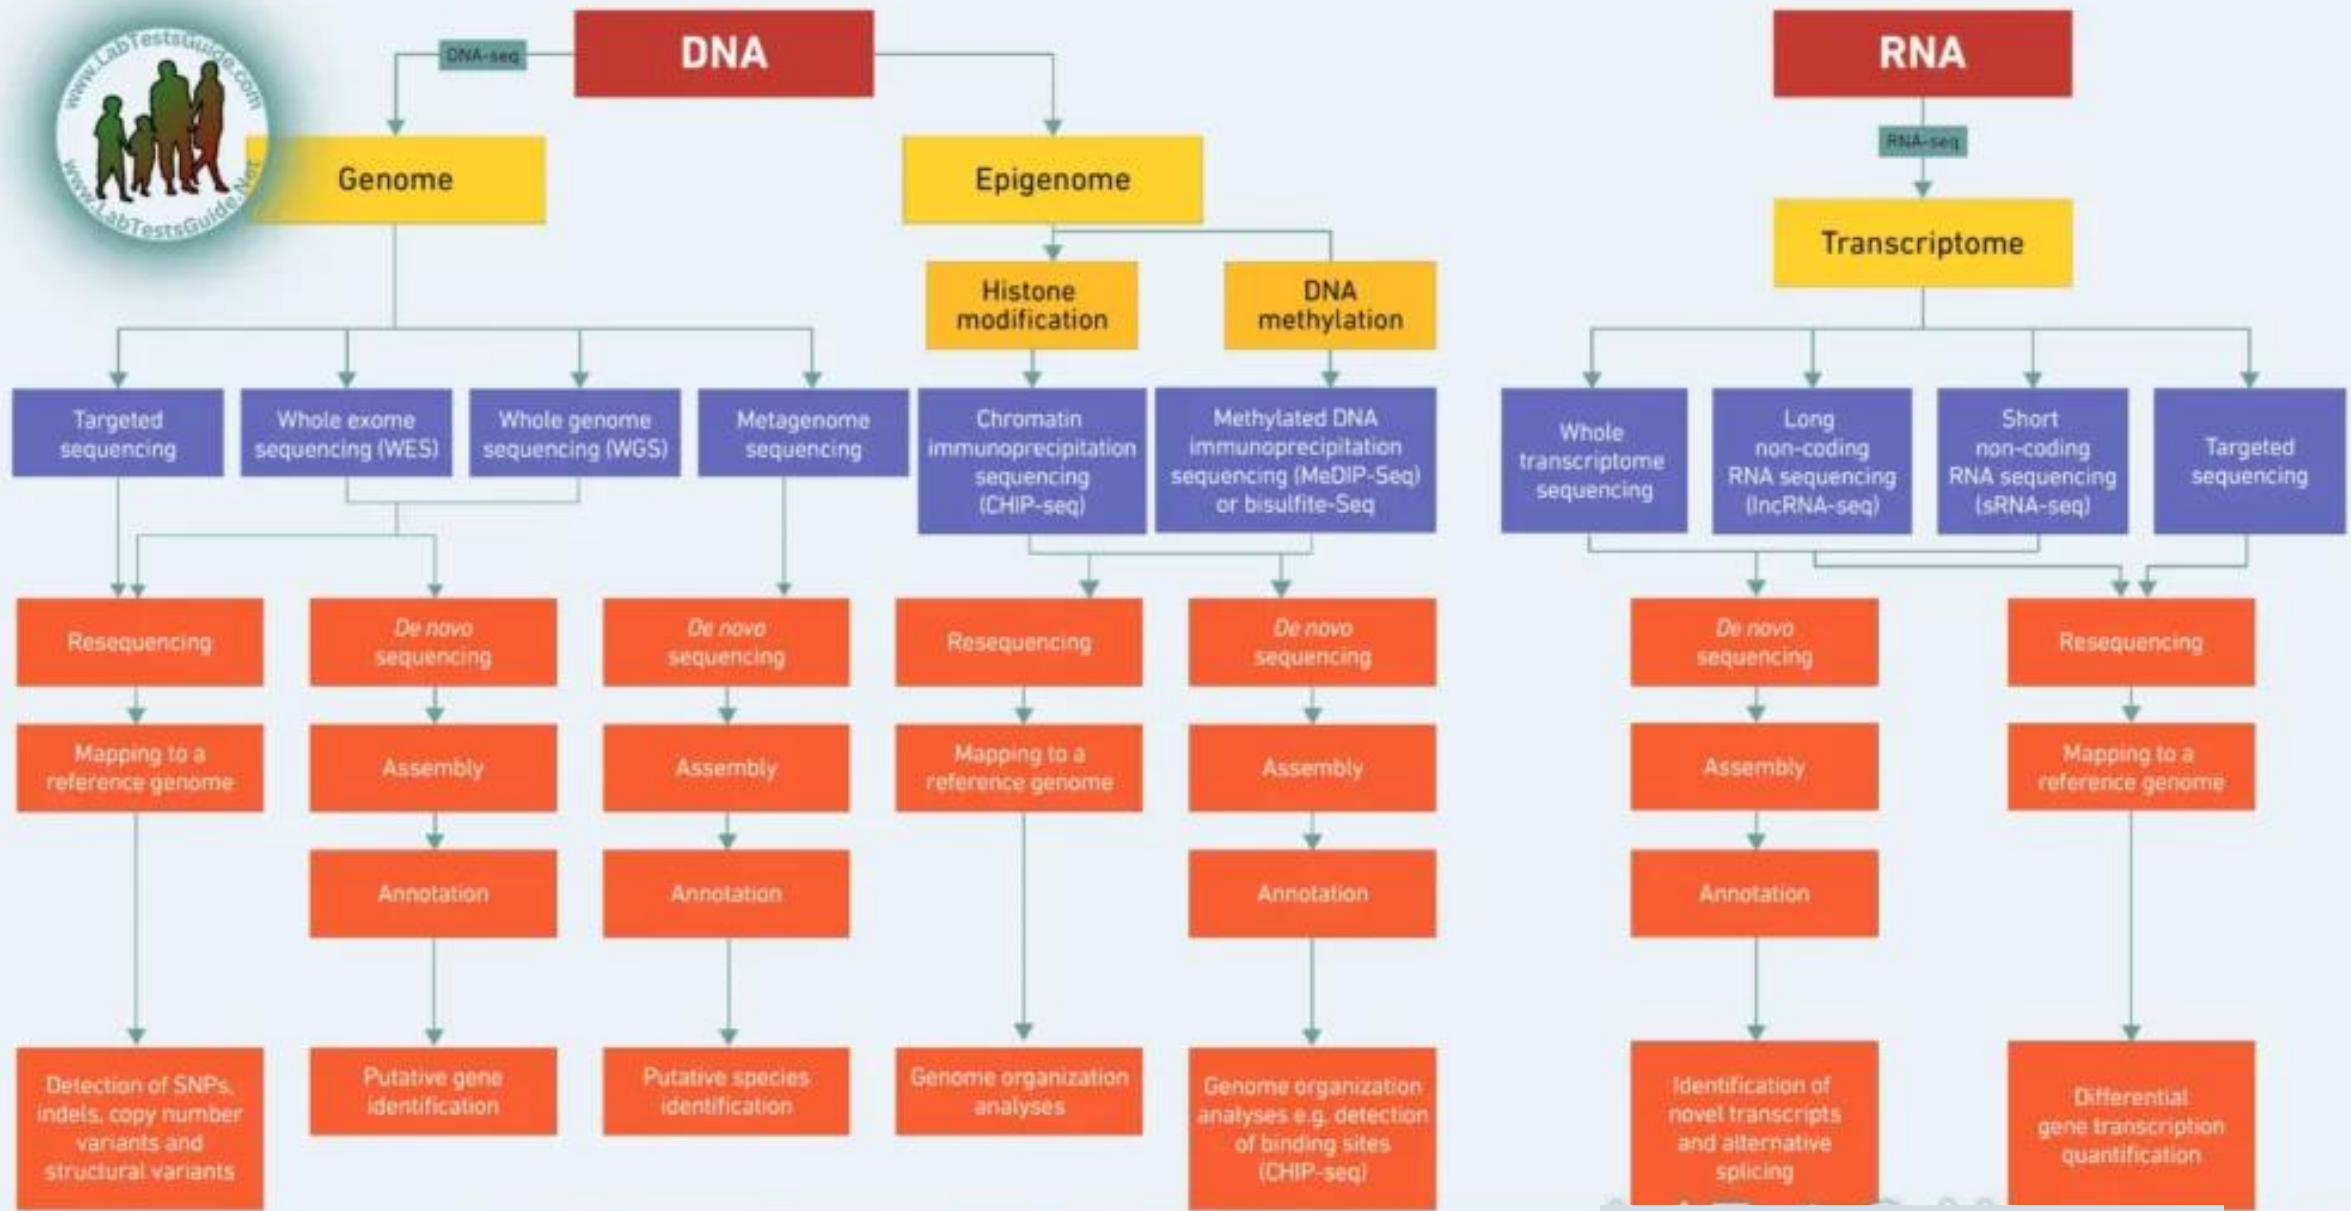 www.LabTestsGuide.com
www.LabTestsGuide.Net
DNA-seq
DNA
RNA
RNA-seq
Genome
Epigenome
Transcriptome
Histone
modification
DNA
methylation
Targeted
sequencing
Whole exome
sequencing (WES)
Whole genome
sequencing (WGS)
Metagenome
sequencing
Chromatin
immunoprecipitation
sequencing
(CHIP-seq)
Methylated DNA
immunoprecipitation
sequencing (MeDIP-Seq)
or bisulfite-Seq
Whole
transcriptome
sequencing
Long
non-coding
RNA sequencing
(lncRNA-seq)
Short
non-coding
RNA sequencing
(sRNA-seq)
Targeted
sequencing
Resequencing
De novo
sequencing
De novo
sequencing
Resequencing
De novo
sequencing
De novo
sequencing
Resequencing
Mapping to a
reference genome
Assembly
Assembly
Mapping to a
reference genome
Assembly
Assembly
Mapping to a
reference genome
Annotation
Annotation
Annotation
Annotation
Detection of SNPs,
indels, copy number
variants and
structural variants
Putative gene
identification
Putative species
identification
Genome organization
analyses
Genome organization
analyses e.g. detection
of binding sites
(CHIP-seq)
Identification of
novel transcripts
and alternative
splicing
Differential
gene transcription
quantification